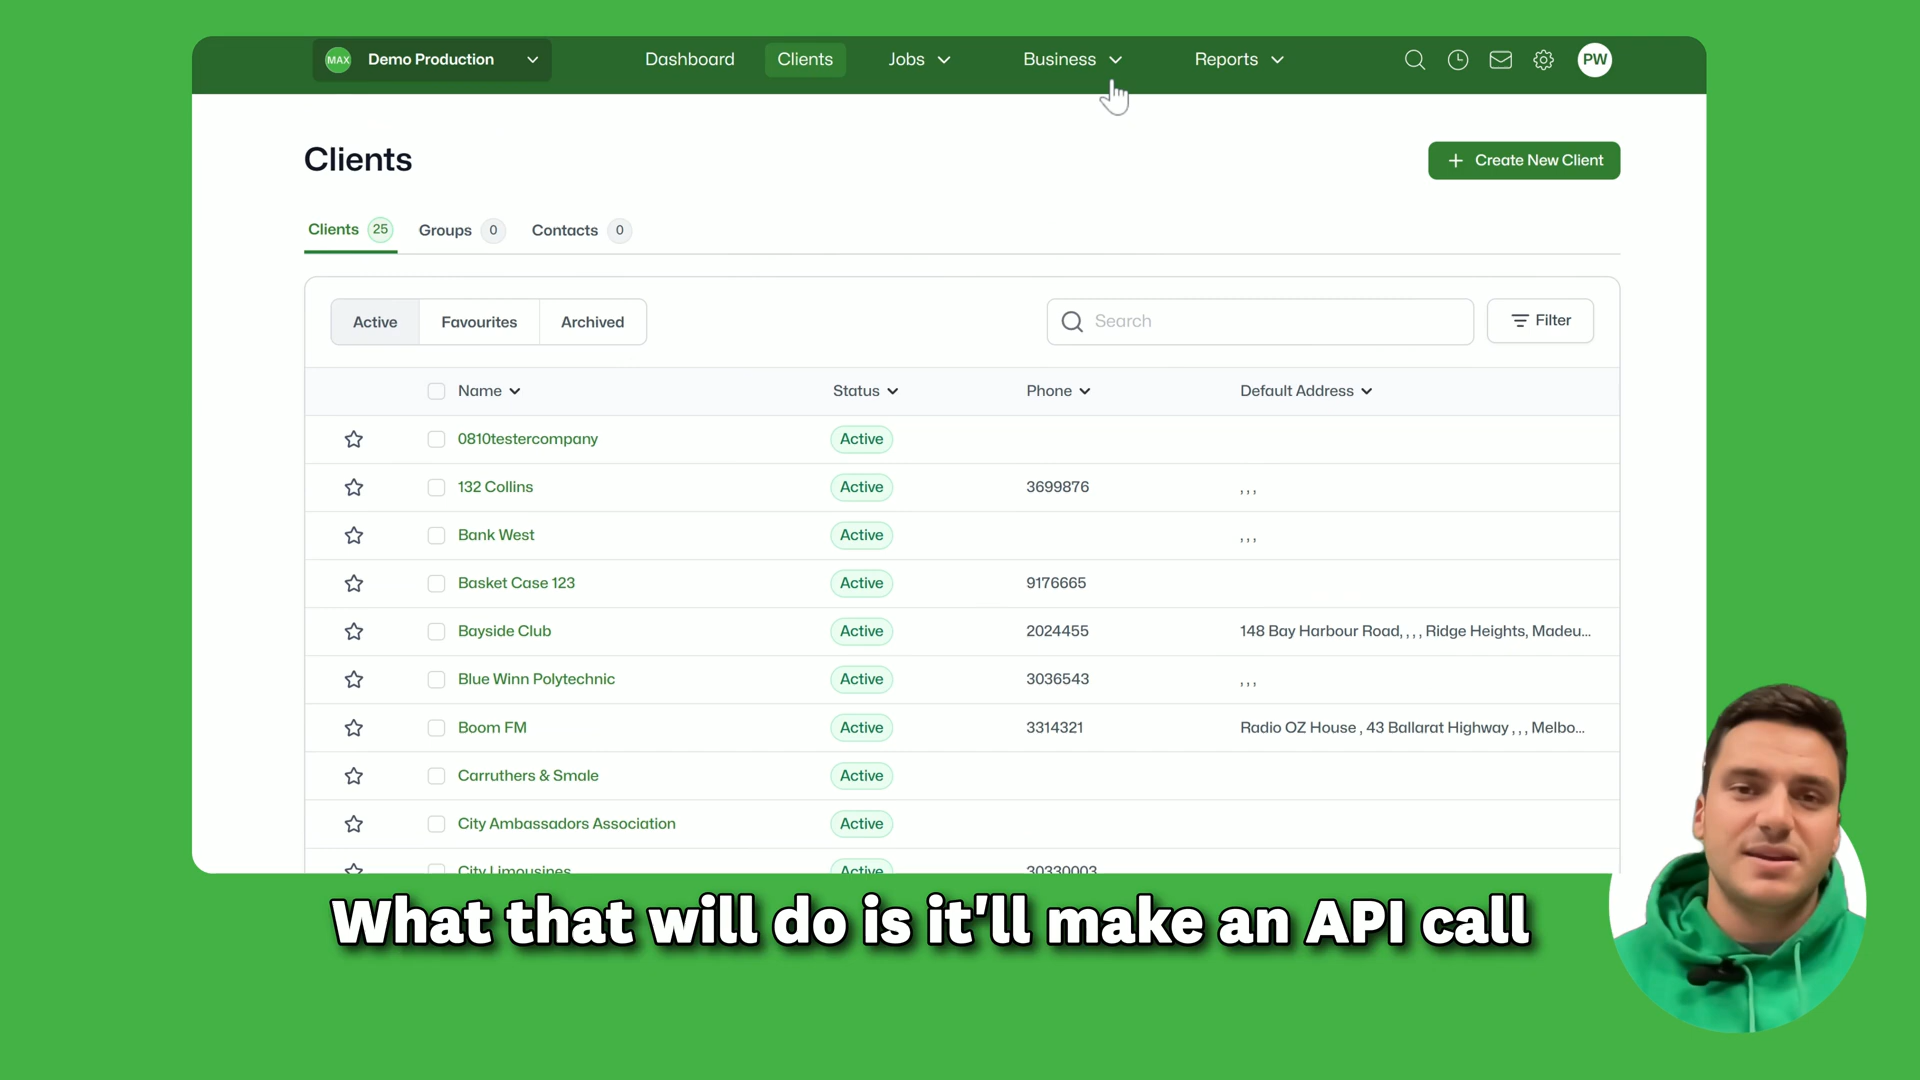 MAX Demo Production Dashboard Clients Jobs Business Reports PW
Clients
+ Create New Client
Clients 25 Groups 0 Contacts 0
Active Favourites Archived Search Filter
Name Status Phone Default Address
0810testercompany Active
132 Collins Active 3699876 , , ,
Bank West Active , , ,
Basket Case 123 Active 9176665
Bayside Club Active 2024455 148 Bay Harbour Road, , , , Ridge Heights, Madeu...
Blue Winn Polytechnic Active 3036543 , , ,
Boom FM Active 3314321 Radio OZ House , 43 Ballarat Highway , , , Melbo...
Carruthers & Smale Active
City Ambassadors Association Active
City Limousines Active 30330003
What that will do is it'll make an API call